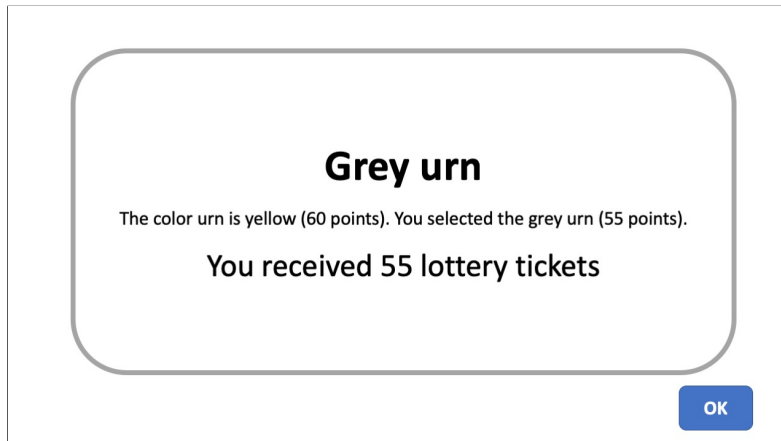 Grey urn
The color urn is yellow (60 points). You selected the grey urn (55 points).
You received 55 lottery tickets
OK